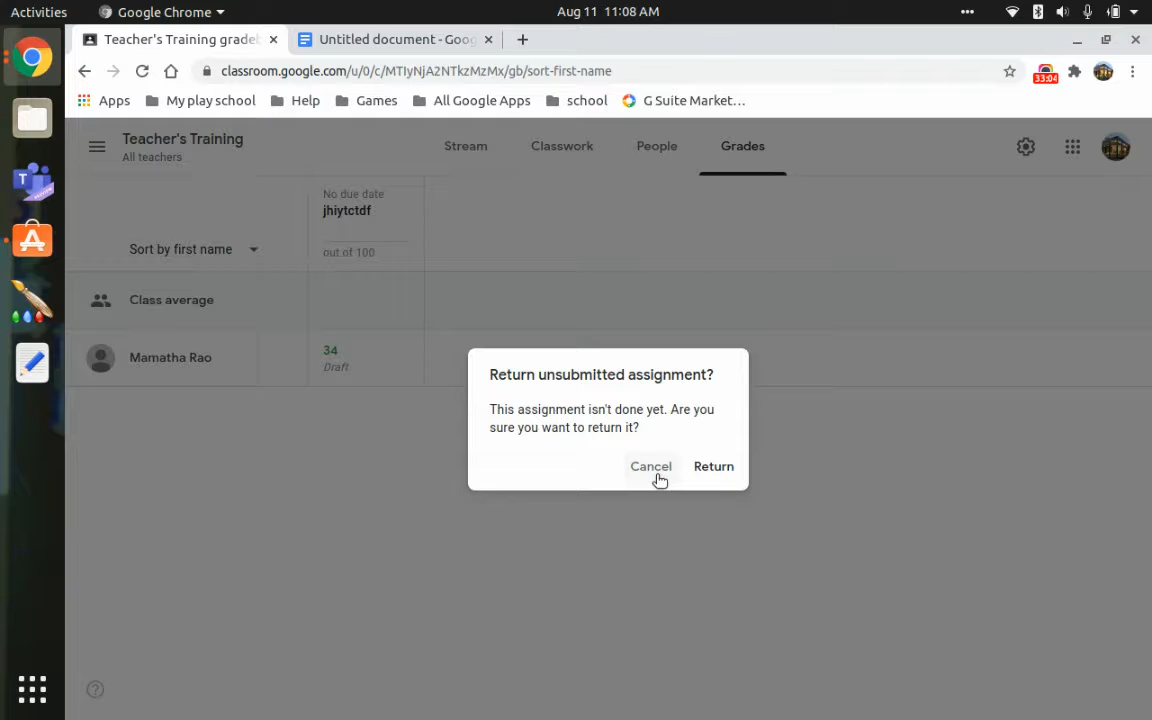 Activities
Google Chrome
Aug 11 11:08 AM
Teacher's Training grade
Untitled document - Goog
classroom.google.com/u/0/c/MTIyNjA2NTkzMzMx/gb/sort-first-name
33:04
Apps
My play school
Help
Games
All Google Apps
school
G Suite Market...
Teacher's Training
All teachers
Stream
Classwork
People
Grades
No due date
jhiytctdf
Sort by first name
out of 100
Class average
Mamatha Rao
34
Draft
Return unsubmitted assignment?
This assignment isn't done yet. Are you
sure you want to return it?
Cancel
Return